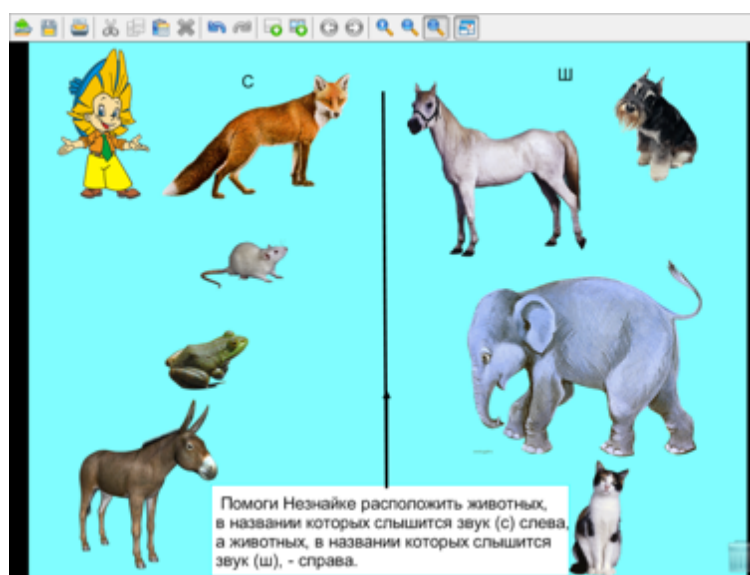 С
Ш
Помоги Незнайке расположить животных,
в названии которых слышится звук (с) слева,
а животных, в названии которых слышится
звук (ш), - справа.